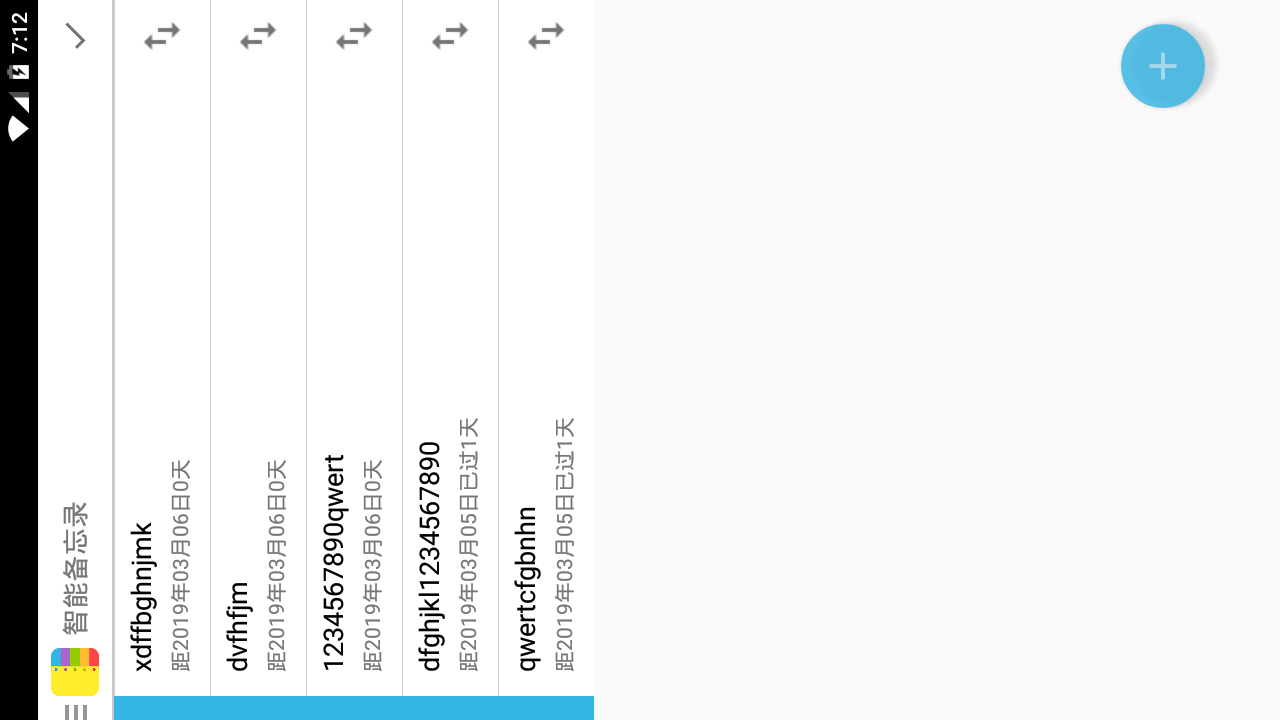 7:12
智能备忘录
xdffbghnjmk
距2019年03月06日0天
dvfhfjm
距2019年03月06日0天
1234567890qwert
距2019年03月06日0天
dfghjkl1234567890
距2019年03月05日已过1天
qwertcfgbnhn
距2019年03月05日已过1天